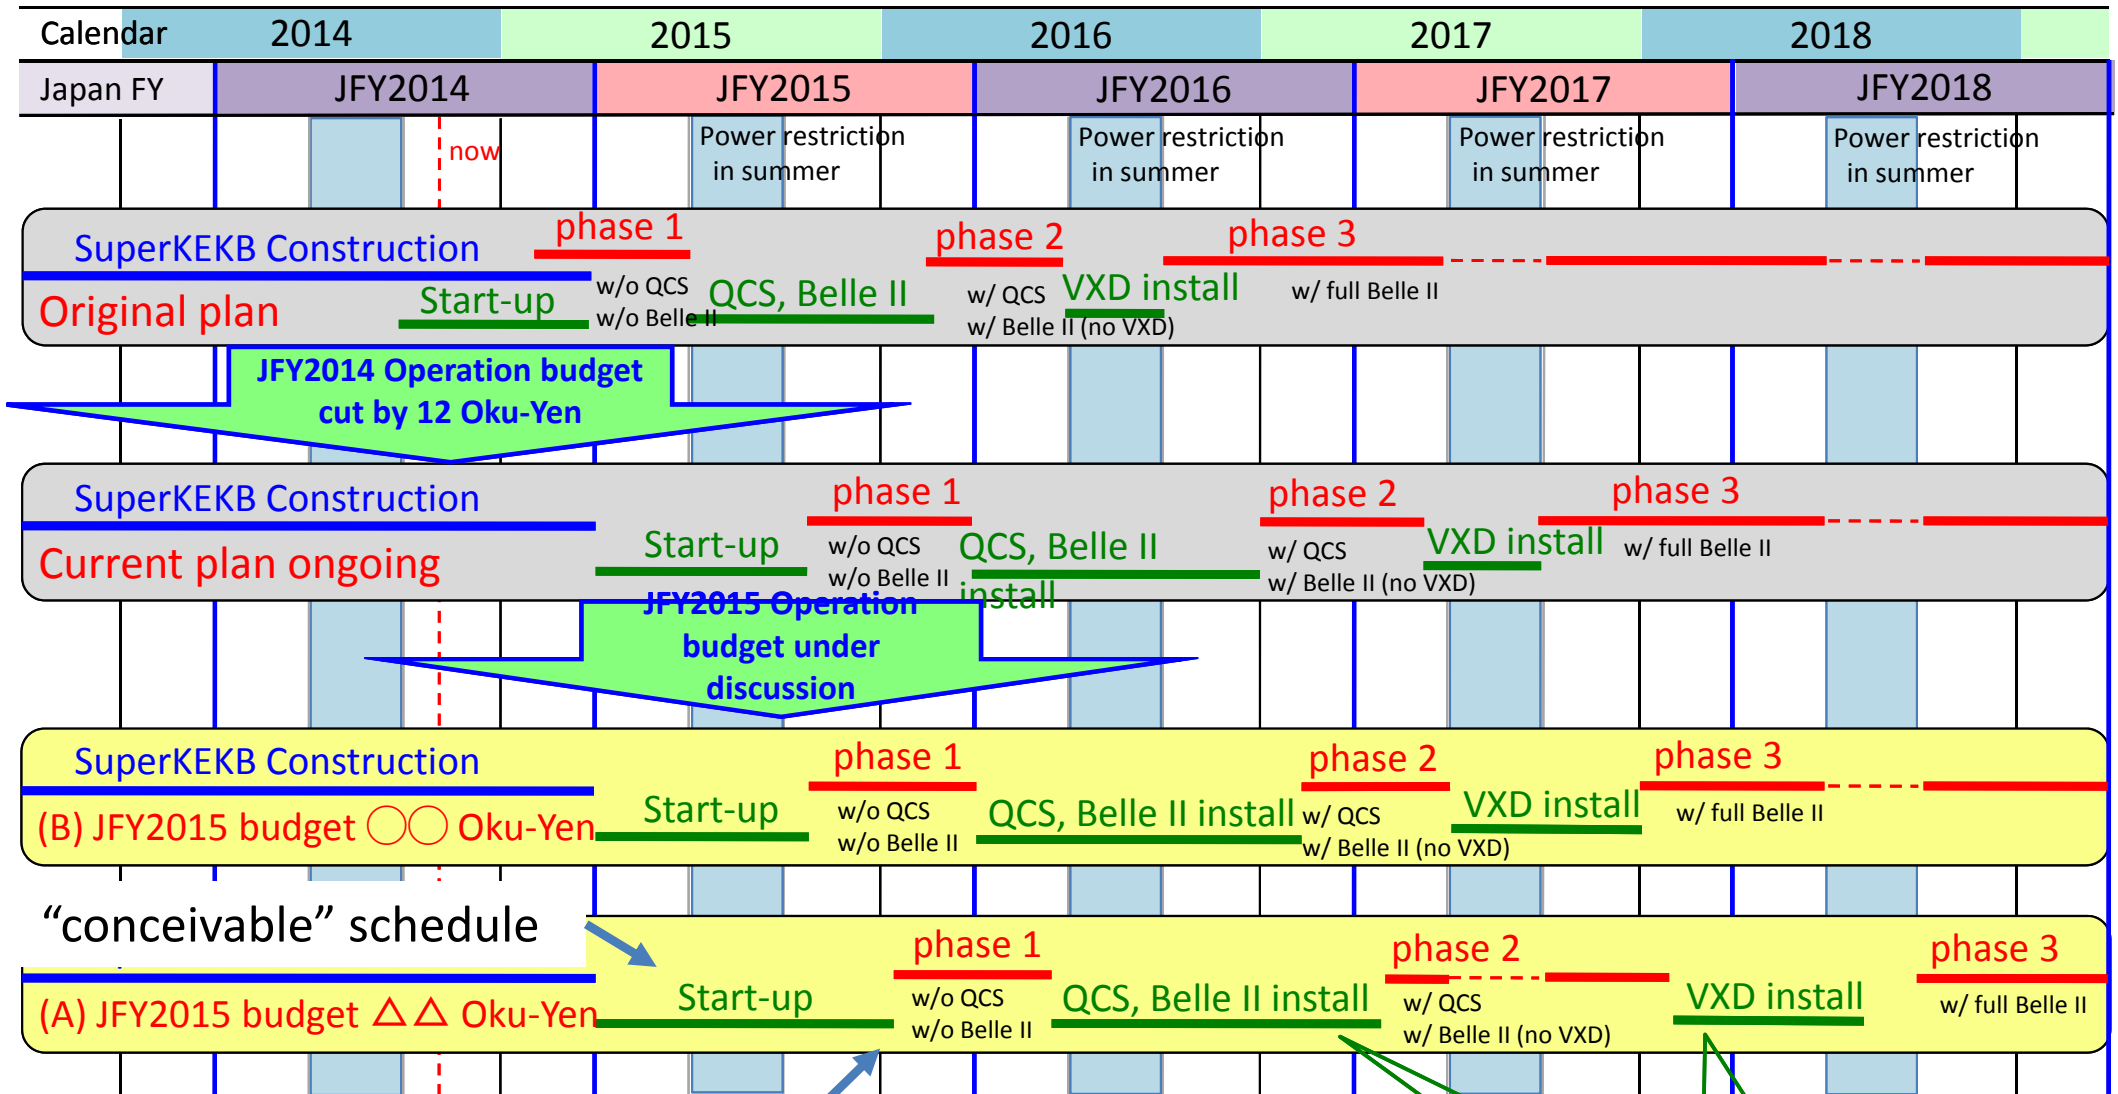 Calendar 2014 2015 2016 2017 2018
Japan FY JFY2014 JFY2015 JFY2016 JFY2017 JFY2018
now
Power restriction
in summer
Power restriction
in summer
Power restriction
in summer
Power restriction
in summer
SuperKEKB Construction
phase 1
phase 2
phase 3
Original plan
Start-up
w/o QCS
w/o Belle II
QCS, Belle II
w/ QCS
w/ Belle II (no VXD)
VXD install
w/ full Belle II
JFY2014 Operation budget
cut by 12 Oku-Yen
SuperKEKB Construction
phase 1
phase 2
phase 3
Current plan ongoing
Start-up
w/o QCS
w/o Belle II
QCS, Belle II
install
w/ QCS
w/ Belle II (no VXD)
VXD install
w/ full Belle II
JFY2015 Operation
budget under
discussion
SuperKEKB Construction
phase 1
phase 2
phase 3
(B) JFY2015 budget ○○ Oku-Yen
Start-up
w/o QCS
w/o Belle II
QCS, Belle II install
w/ QCS
w/ Belle II (no VXD)
VXD install
w/ full Belle II
“conceivable” schedule
phase 1
phase 2
phase 3
(A) JFY2015 budget △△ Oku-Yen
Start-up
w/o QCS
w/o Belle II
QCS, Belle II install
w/ QCS
w/ Belle II (no VXD)
VXD install
w/ full Belle II